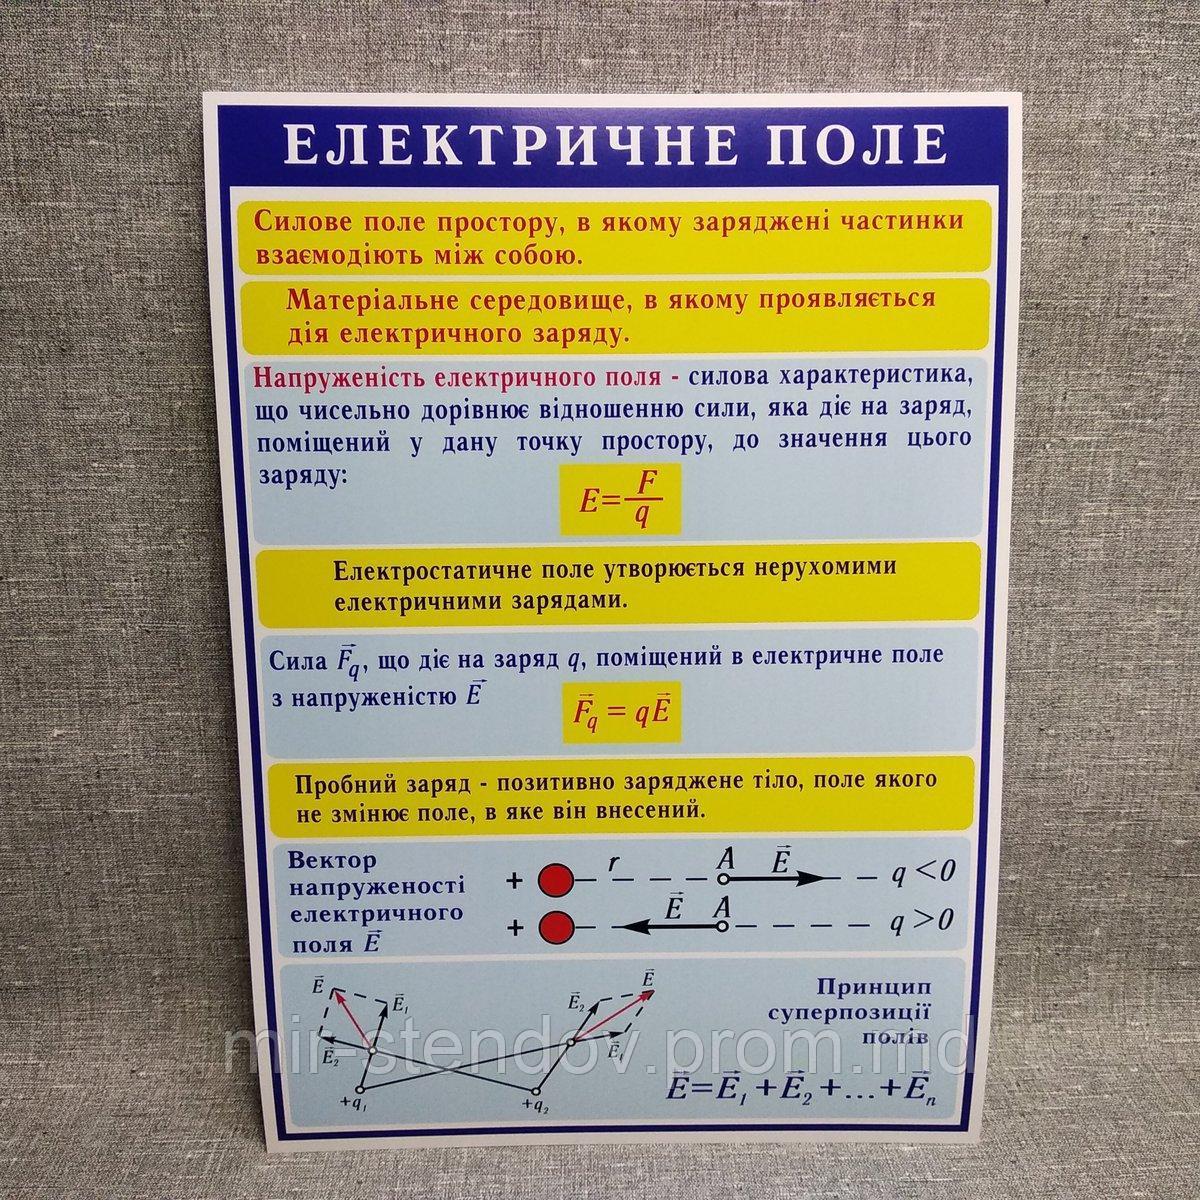 ЕЛЕКТРИЧНЕ ПОЛЕ
Силове поле простору, в якому заряджені частинки
взаємодіють між собою.
Матеріальне середовище, в якому проявляється
дія електричного заряду.
Напруженість електричного поля - силова характеристика,
що чисельно дорівнює відношенню сили, яка діє на заряд,
поміщений у дану точку простору, до значення цього
заряду:
E=F/q
Електростатичне поле утворюється нерухомими
електричними зарядами.
Сила F⃗q, що діє на заряд q, поміщений в електричне поле
з напруженістю E⃗
F⃗q = qE⃗
Пробний заряд - позитивно заряджене тіло, поле якого
не змінює поле, в яке він внесений.
Вектор
напруженості
електричного
поля E⃗
+ r A E⃗ q<0
+ E⃗ A q>0
E⃗ E⃗1 E⃗2 +q1
E⃗2 E⃗ E⃗1 +q2
Принцип
суперпозиції
полів
E⃗=E⃗1+E⃗2+...+E⃗n
mir-stendov.prom.md